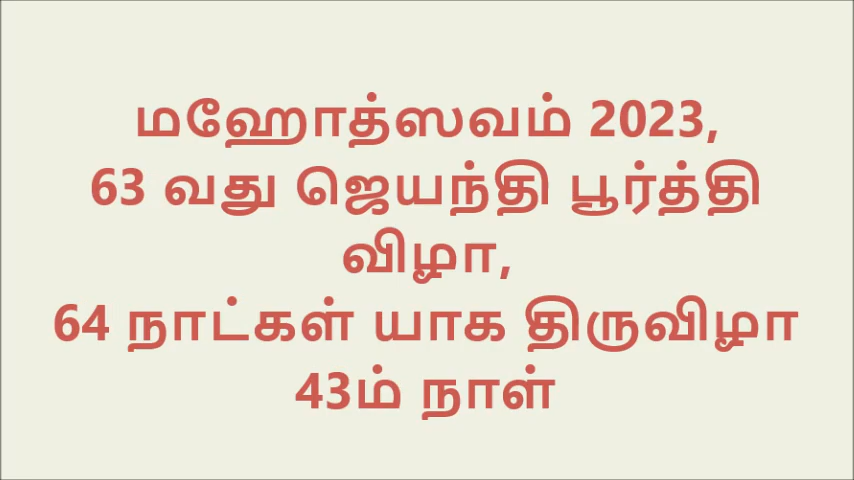 மஹோத்ஸவம் 2023,
63 வது ஜெயந்தி பூர்த்தி
விழா,
64 நாட்கள் யாக திருவிழா
43ம் நாள்